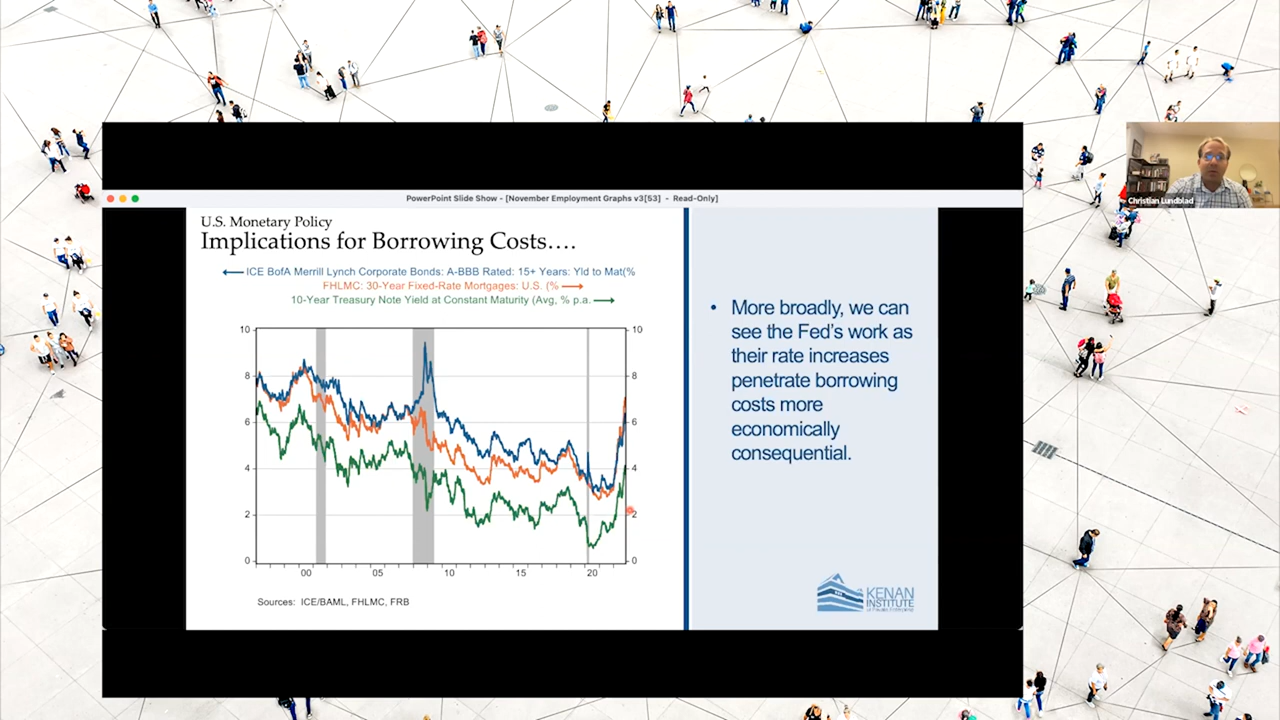 PowerPoint Slide Show - [November Employment Graphs v3[53] - Read-Only]
Christian Lundblad
U.S. Monetary Policy
Implications for Borrowing Costs....
ICE BofA Merrill Lynch Corporate Bonds: A-BBB Rated: 15+ Years: Yld to Mat(%
FHLMC: 30-Year Fixed-Rate Mortgages: U.S. (%
10-Year Treasury Note Yield at Constant Maturity (Avg, % p.a.
10 10
8 8
6 6
4 4
2 2
0 0
00 05 10 15 20
Sources: ICE/BAML, FHLMC, FRB
• More broadly, we can
see the Fed's work as
their rate increases
penetrate borrowing
costs more
economically
consequential.
KENAN
INSTITUTE